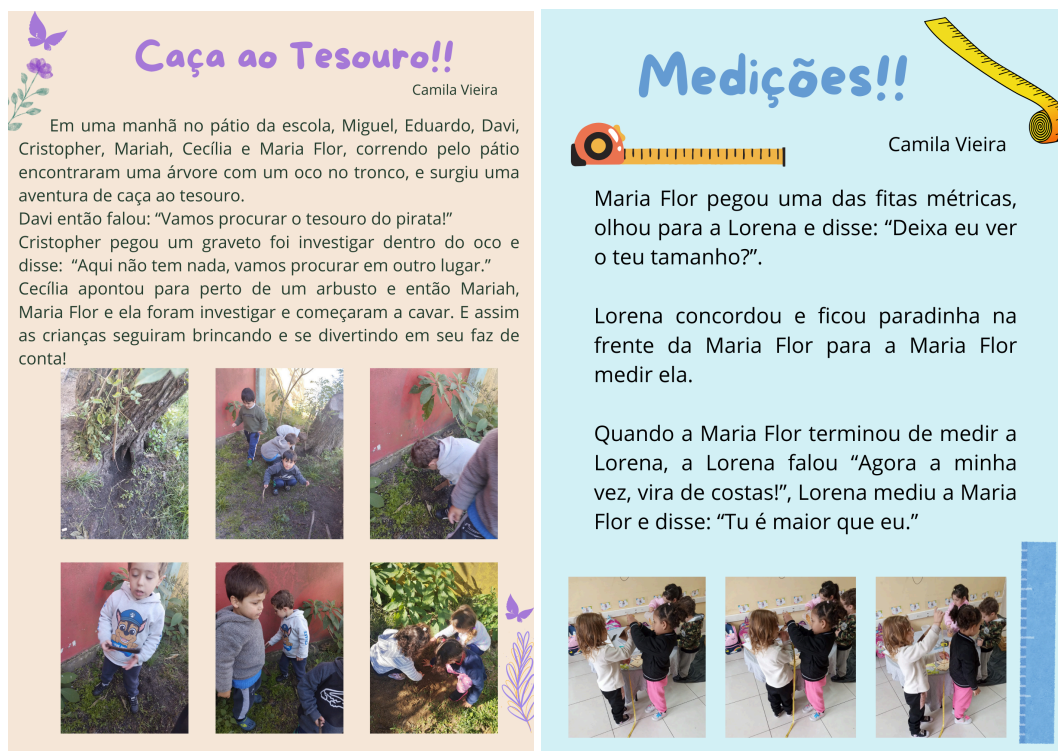 Caça ao Tesouro!!
Camila Vieira
Em uma manhã no pátio da escola, Miguel, Eduardo, Davi,
Cristopher, Mariah, Cecília e Maria Flor, correndo pelo pátio
encontraram uma árvore com um oco no tronco, e surgiu uma
aventura de caça ao tesouro.
Davi então falou: “Vamos procurar o tesouro do pirata!”
Cristopher pegou um graveto foi investigar dentro do oco e
disse: “Aqui não tem nada, vamos procurar em outro lugar.”
Cecília apontou para perto de um arbusto e então Mariah,
Maria Flor e ela foram investigar e começaram a cavar. E assim
as crianças seguiram brincando e se divertindo em seu faz de
conta!
Medições!!
Camila Vieira
Maria Flor pegou uma das fitas métricas,
olhou para a Lorena e disse: “Deixa eu ver
o teu tamanho?”.
Lorena concordou e ficou paradinha na
frente da Maria Flor para a Maria Flor
medir ela.
Quando a Maria Flor terminou de medir a
Lorena, a Lorena falou “Agora a minha
vez, vira de costas!”, Lorena mediu a Maria
Flor e disse: “Tu é maior que eu.”